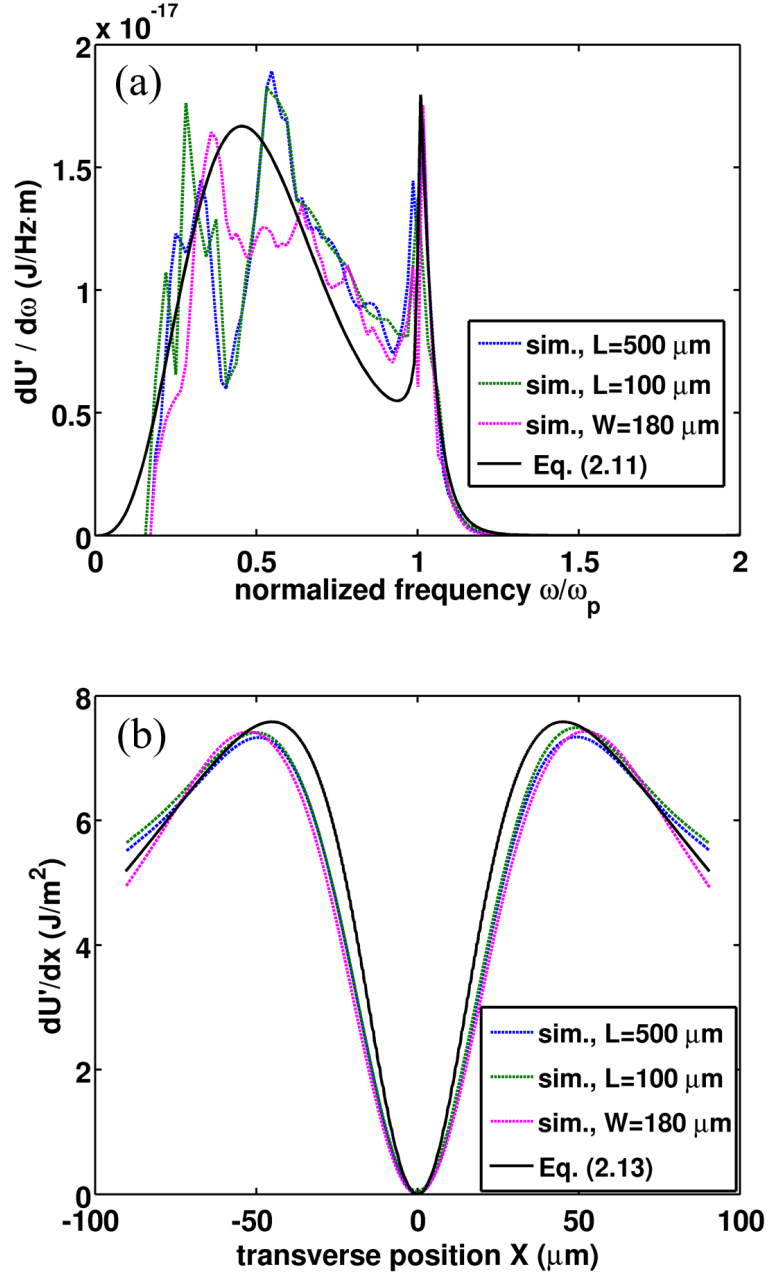 x 10⁻¹⁷
2
(a)
1.5
1
0.5
0
dU' / dω (J/Hz·m)
sim., L=500 μm
sim., L=100 μm
sim., W=180 μm
Eq. (2.11)
0 0.5 1 1.5 2
normalized frequency ω/ωₚ
8
(b)
6
4
2
0
dU'/dx (J/m²)
sim., L=500 μm
sim., L=100 μm
sim., W=180 μm
Eq. (2.13)
-100 -50 0 50 100
transverse position X (μm)